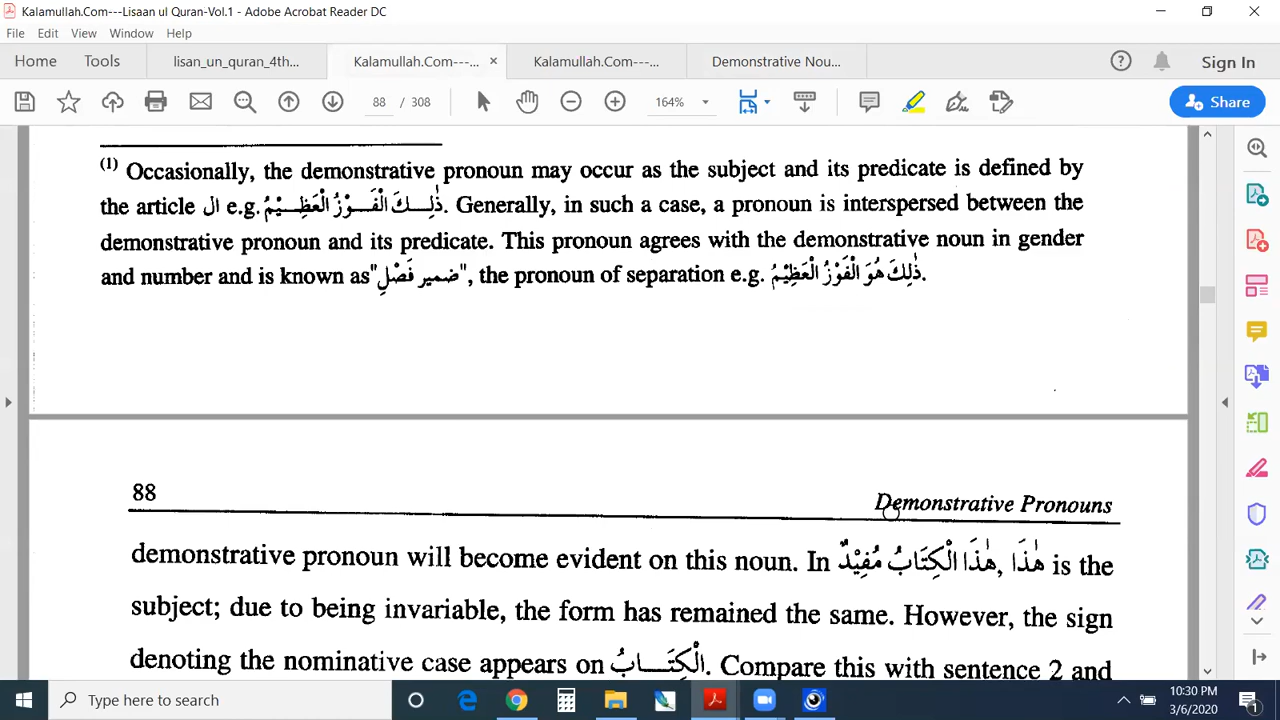 Kalamullah.Com---Lisaan ul Quran-Vol.1 - Adobe Acrobat Reader DC
File Edit View Window Help
Home Tools lisan_un_quran_4th... Kalamullah.Com---... × Kalamullah.Com---... Demonstrative Nou... Sign In
88 / 308 164% Share
(1) Occasionally, the demonstrative pronoun may occur as the subject and its predicate is defined by
the article ال e.g. ذٰلِـــكَ الْفَـــوْزُ الْعَظِـــيْمُ. Generally, in such a case, a pronoun is interspersed between the
demonstrative pronoun and its predicate. This pronoun agrees with the demonstrative noun in gender
and number and is known as "ضمير فَصْلِ", the pronoun of separation e.g. ذٰلِكَ هُوَ الْفَوْزُ الْعَظِيْمُ.
88 Demonstrative Pronouns
demonstrative pronoun will become evident on this noun. In هٰذَا الْكِتَابُ مُفِيْدٌ, هٰذَا is the
subject; due to being invariable, the form has remained the same. However, the sign
denoting the nominative case appears on الْكِتَـــابُ. Compare this with sentence 2 and
Type here to search 10:30 PM
3/6/2020 1